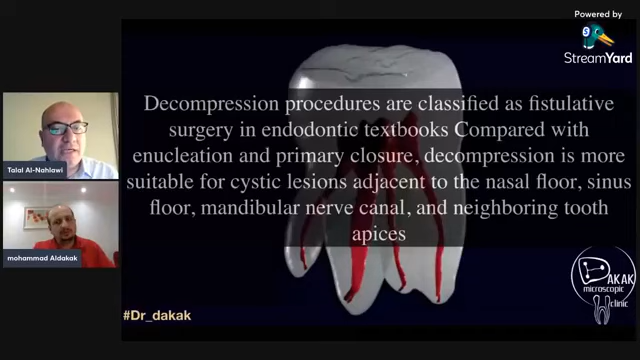 Powered by
StreamYard
Decompression procedures are classified as fistulative
surgery in endodontic textbooks Compared with
enucleation and primary closure, decompression is more
suitable for cystic lesions adjacent to the nasal floor, sinus
floor, mandibular nerve canal, and neighboring tooth
apices
Talal Al-Nahlawi
mohammad Aldakak
DAKAK
microscopic
clinic
#Dr_dakak